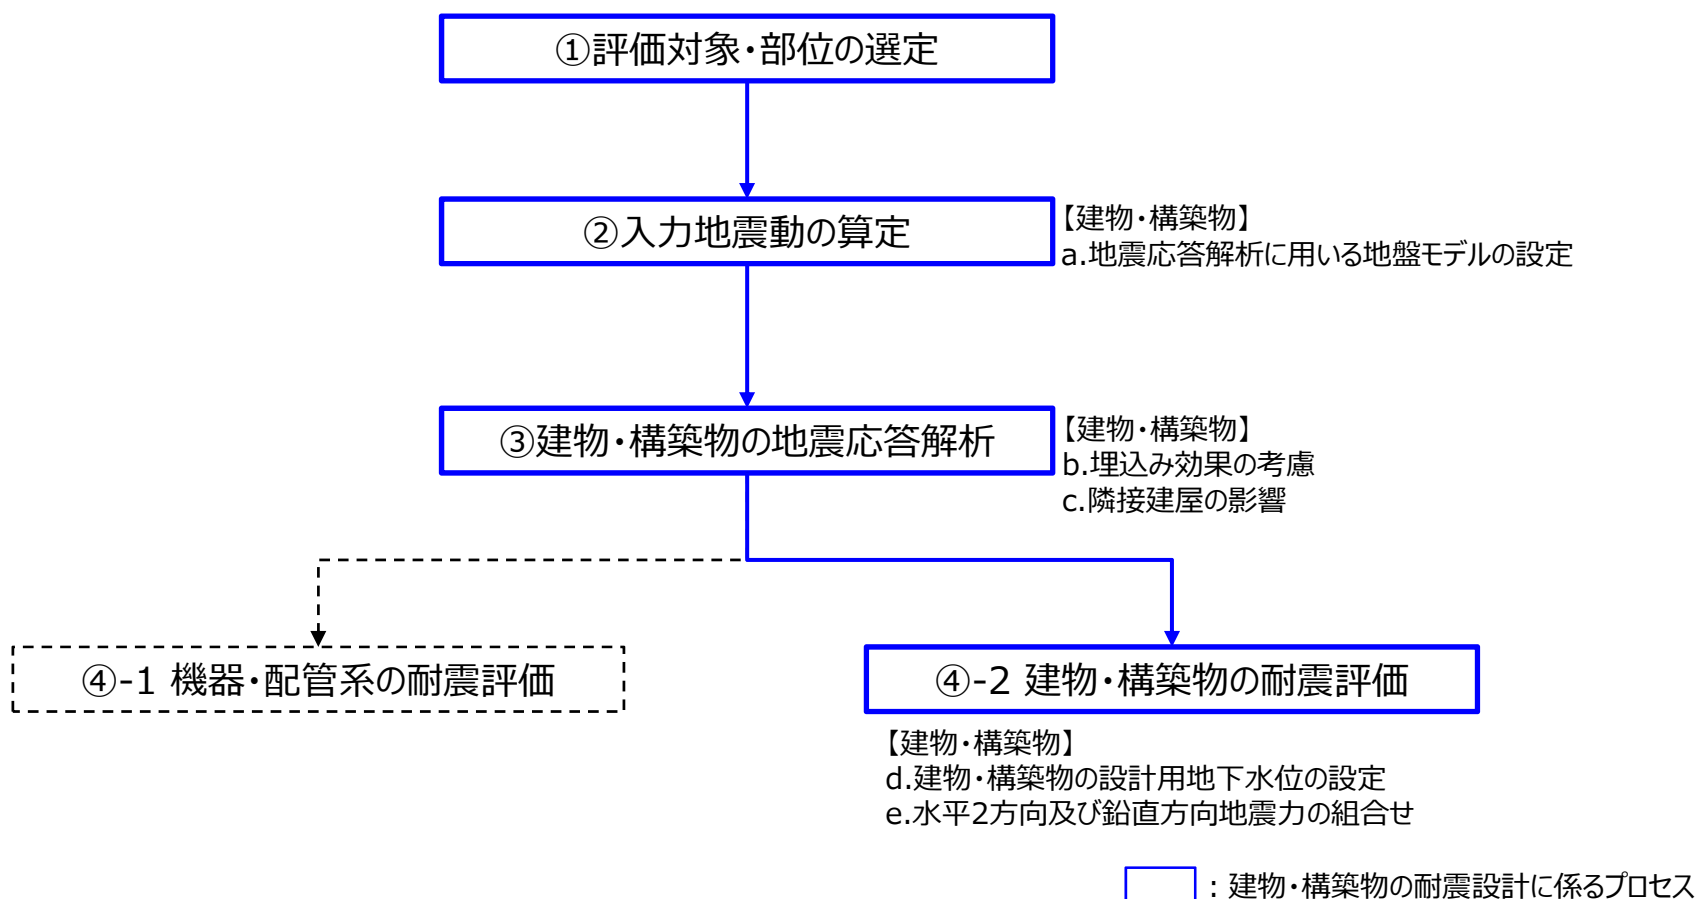 ①評価対象・部位の選定
②入力地震動の算定
【建物・構築物】
a.地震応答解析に用いる地盤モデルの設定
③建物・構築物の地震応答解析
【建物・構築物】
b.埋込み効果の考慮
c.隣接建屋の影響
④-1 機器・配管系の耐震評価
④-2 建物・構築物の耐震評価
【建物・構築物】
d.建物・構築物の設計用地下水位の設定
e.水平2方向及び鉛直方向地震力の組合せ
：建物・構築物の耐震設計に係るプロセス